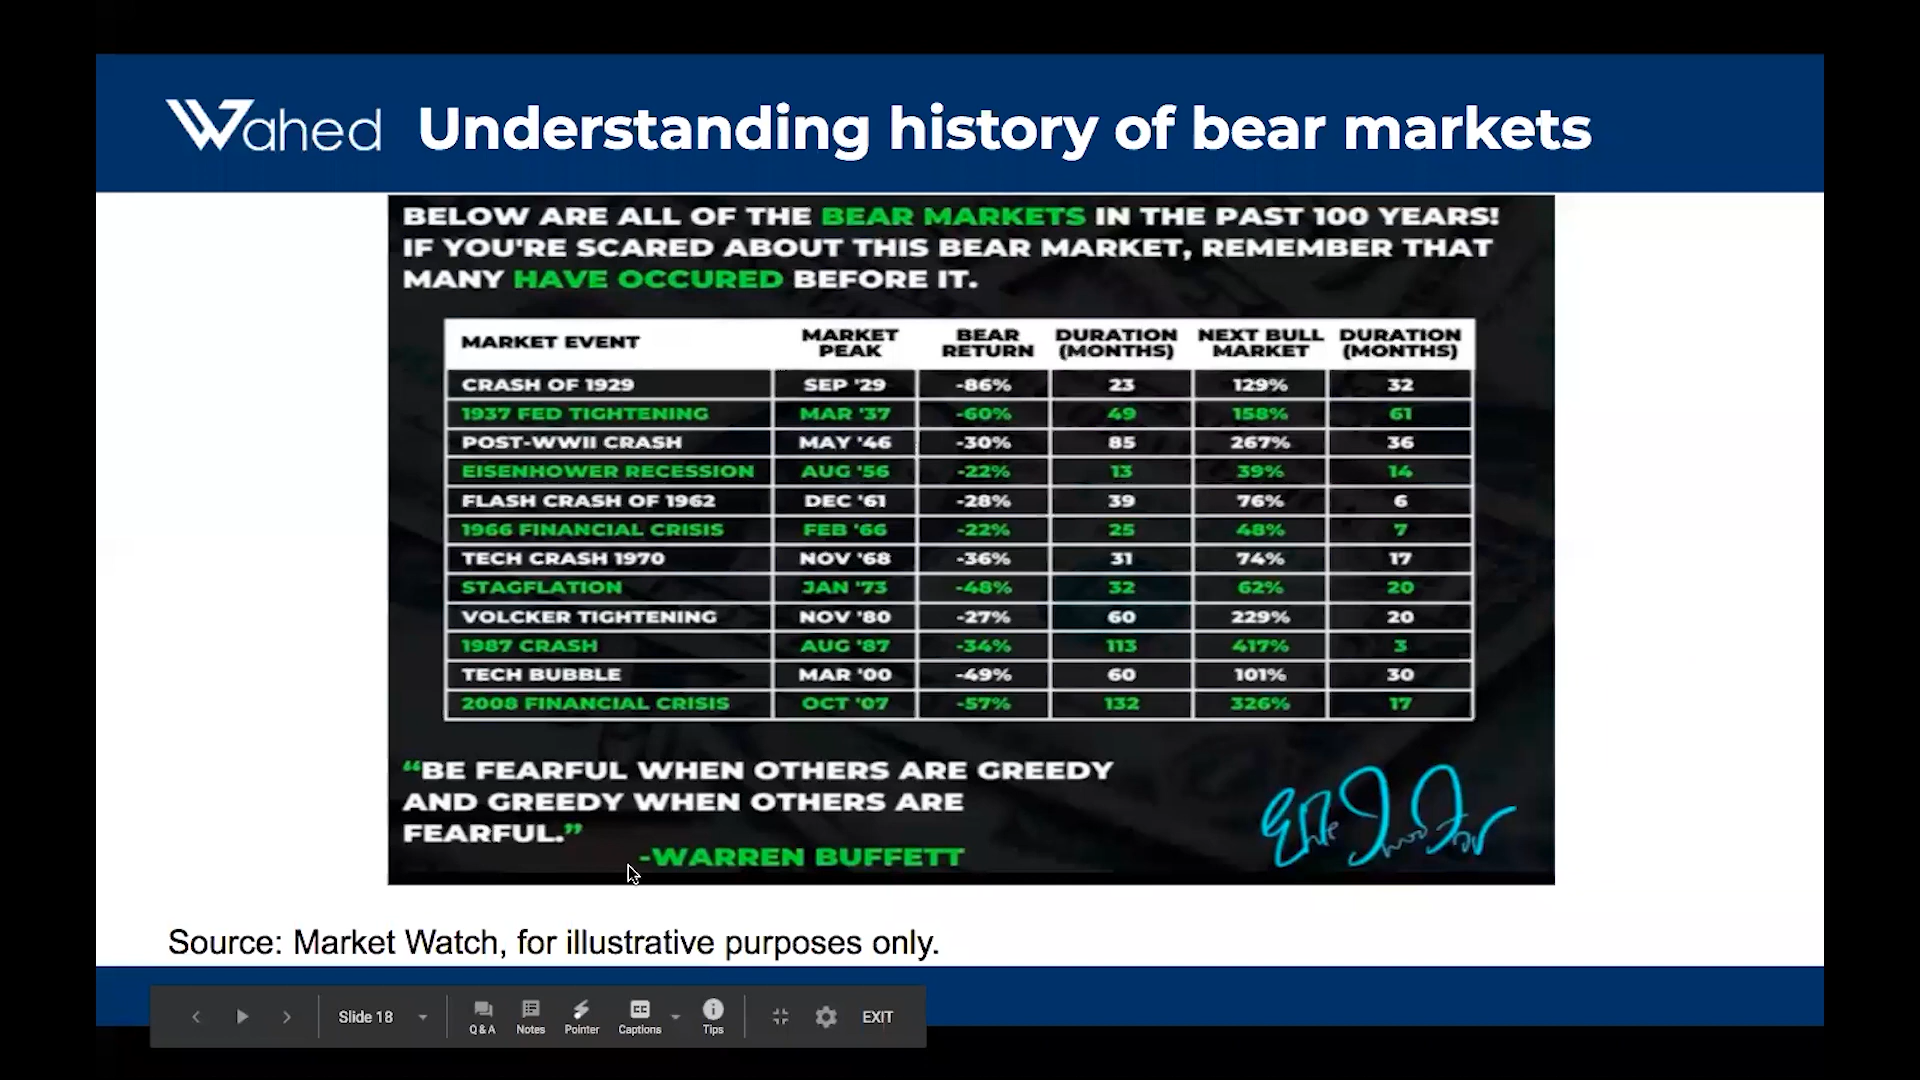 Wahed Understanding history of bear markets
BELOW ARE ALL OF THE BEAR MARKETS IN THE PAST 100 YEARS!
IF YOU'RE SCARED ABOUT THIS BEAR MARKET, REMEMBER THAT
MANY HAVE OCCURED BEFORE IT.
MARKET EVENT MARKET PEAK BEAR RETURN DURATION (MONTHS) NEXT BULL MARKET DURATION (MONTHS)
CRASH OF 1929 SEP '29 -86% 23 129% 32
1937 FED TIGHTENING MAR '37 -60% 49 158% 61
POST-WWII CRASH MAY '46 -30% 85 267% 36
EISENHOWER RECESSION AUG '56 -22% 13 39% 14
FLASH CRASH OF 1962 DEC '61 -28% 39 76% 6
1966 FINANCIAL CRISIS FEB '66 -22% 25 48% 7
TECH CRASH 1970 NOV '68 -36% 31 74% 17
STAGFLATION JAN '73 -48% 32 62% 20
VOLCKER TIGHTENING NOV '80 -27% 60 229% 20
1987 CRASH AUG '87 -34% 113 417% 3
TECH BUBBLE MAR '00 -49% 60 101% 30
2008 FINANCIAL CRISIS OCT '07 -57% 132 326% 17
“BE FEARFUL WHEN OTHERS ARE GREEDY
AND GREEDY WHEN OTHERS ARE
FEARFUL.”
-WARREN BUFFETT
Source: Market Watch, for illustrative purposes only.
Slide 18 Q&A Notes Pointer Captions Tips EXIT